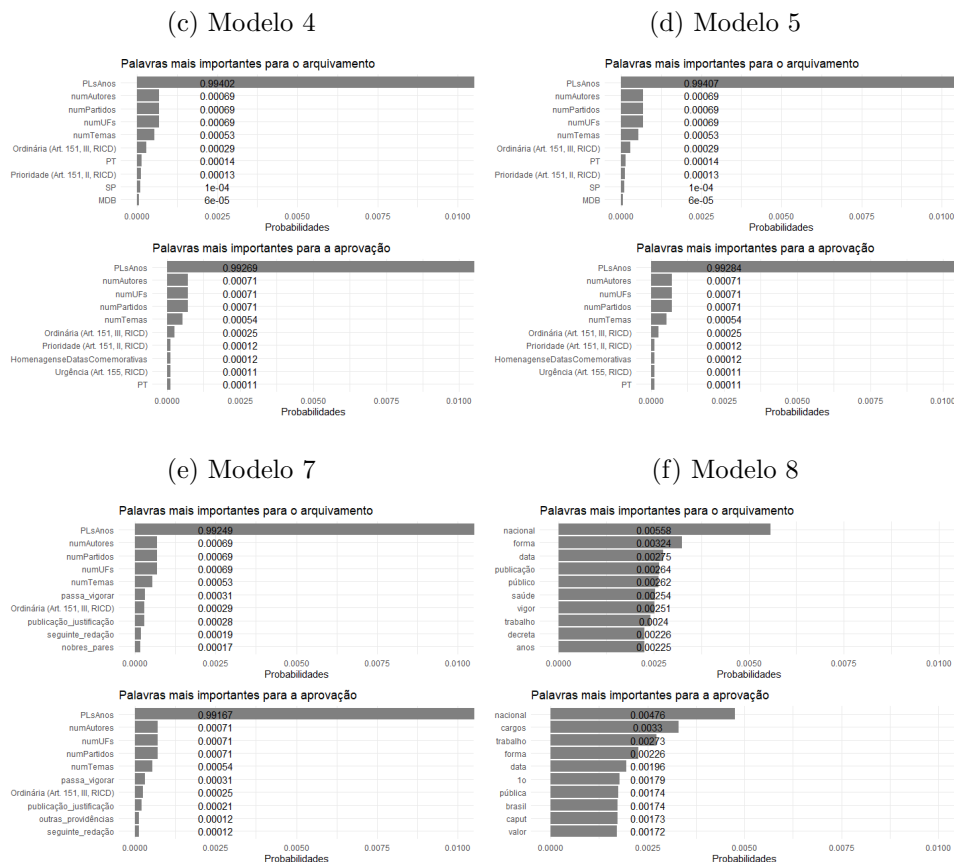 (c) Modelo 4
(d) Modelo 5
Palavras mais importantes para o arquivamento
PLsAnos 0.99402
numAutores 0.00069
numPartidos 0.00069
numUFs 0.00069
numTemas 0.00053
Ordinária (Art. 151, III, RICD) 0.00029
PT 0.00014
Prioridade (Art. 151, II, RICD) 0.00013
SP 1e-04
MDB 6e-05
0.0000 0.0025 0.0050 0.0075 0.0100
Probabilidades
Palavras mais importantes para a aprovação
PLsAnos 0.99269
numAutores 0.00071
numUFs 0.00071
numPartidos 0.00071
numTemas 0.00054
Ordinária (Art. 151, III, RICD) 0.00025
Prioridade (Art. 151, II, RICD) 0.00012
HomenagenseDatasComemorativas 0.00012
Urgência (Art. 155, RICD) 0.00011
PT 0.00011
0.0000 0.0025 0.0050 0.0075 0.0100
Probabilidades
Palavras mais importantes para o arquivamento
PLsAnos 0.99407
numAutores 0.00069
numPartidos 0.00069
numUFs 0.00069
numTemas 0.00053
Ordinária (Art. 151, III, RICD) 0.00029
PT 0.00014
Prioridade (Art. 151, II, RICD) 0.00013
SP 1e-04
MDB 6e-05
0.0000 0.0025 0.0050 0.0075 0.0100
Probabilidades
Palavras mais importantes para a aprovação
PLsAnos 0.99284
numAutores 0.00071
numUFs 0.00071
numPartidos 0.00071
numTemas 0.00054
Ordinária (Art. 151, III, RICD) 0.00025
Prioridade (Art. 151, II, RICD) 0.00012
HomenagenseDatasComemorativas 0.00012
Urgência (Art. 155, RICD) 0.00011
PT 0.00011
0.0000 0.0025 0.0050 0.0075 0.0100
Probabilidades
(e) Modelo 7
(f) Modelo 8
Palavras mais importantes para o arquivamento
PLsAnos 0.99249
numAutores 0.00069
numPartidos 0.00069
numUFs 0.00069
numTemas 0.00053
passa_vigorar 0.00031
Ordinária (Art. 151, III, RICD) 0.00029
publicação_justificação 0.00028
seguinte_redação 0.00019
nobres_pares 0.00017
0.0000 0.0025 0.0050 0.0075 0.0100
Probabilidades
Palavras mais importantes para a aprovação
PLsAnos 0.99167
numAutores 0.00071
numUFs 0.00071
numPartidos 0.00071
numTemas 0.00054
passa_vigorar 0.00031
Ordinária (Art. 151, III, RICD) 0.00025
publicação_justificação 0.00021
outras_providências 0.00012
seguinte_redação 0.00012
0.0000 0.0025 0.0050 0.0075 0.0100
Probabilidades
Palavras mais importantes para o arquivamento
nacional 0.00558
forma 0.00324
data 0.00275
publicação 0.00264
público 0.00262
saúde 0.00254
vigor 0.00251
trabalho 0.0024
decreta 0.00226
anos 0.00225
0.0000 0.0025 0.0050 0.0075 0.0100
Probabilidades
Palavras mais importantes para a aprovação
nacional 0.00476
cargos 0.0033
trabalho 0.00273
forma 0.00226
data 0.00196
1o 0.00179
pública 0.00174
brasil 0.00174
caput 0.00173
valor 0.00172
0.0000 0.0025 0.0050 0.0075 0.0100
Probabilidades